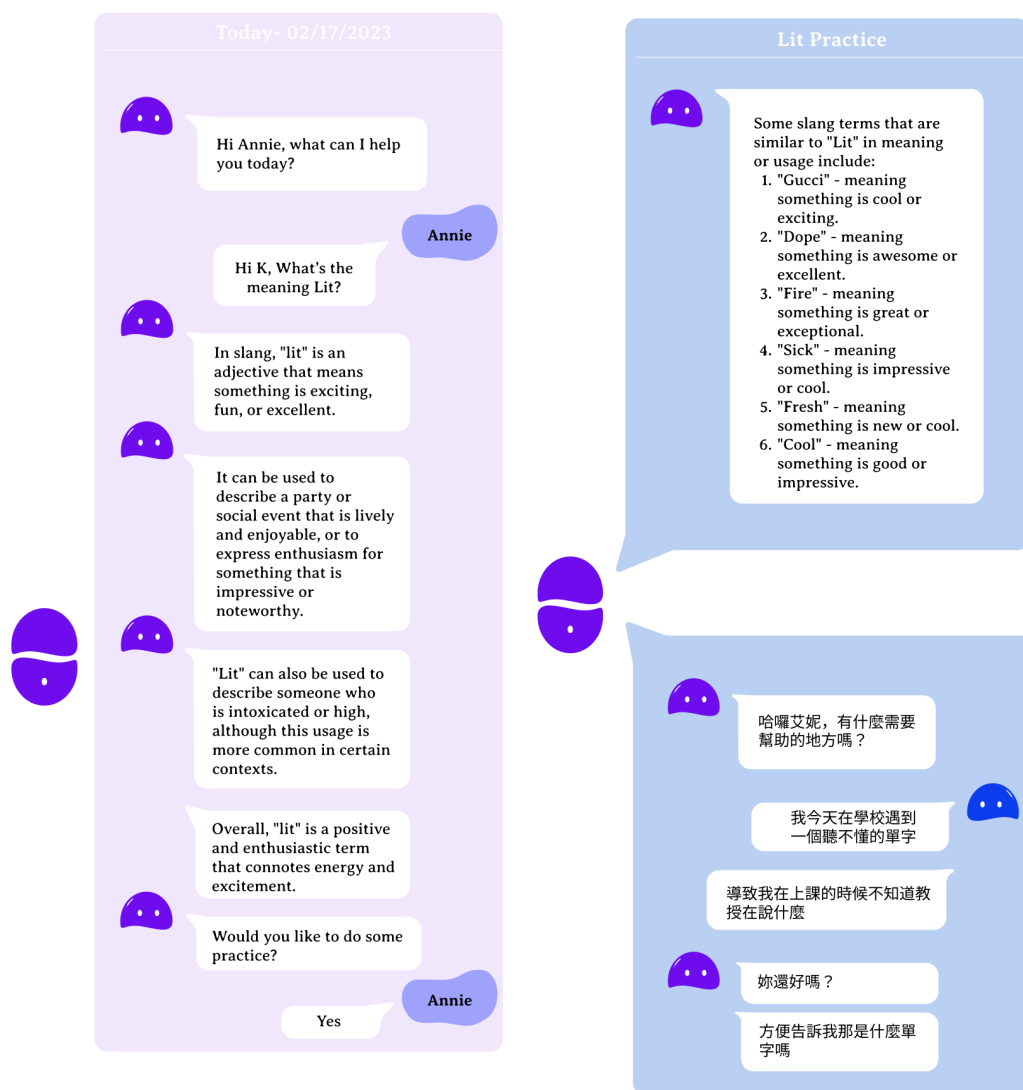 Today- 02/17/2023
Hi Annie, what can I help
you today?
Annie
Hi K, What’s the
meaning Lit?
In slang, "lit" is an
adjective that means
something is exciting,
fun, or excellent.
It can be used to
describe a party or
social event that is lively
and enjoyable, or to
express enthusiasm for
something that is
impressive or
noteworthy.
"Lit" can also be used to
describe someone who
is intoxicated or high,
although this usage is
more common in certain
contexts.
Overall, "lit" is a positive
and enthusiastic term
that connotes energy and
excitement.
Would you like to do some
practice?
Annie
Yes
Lit Practice
Some slang terms that are
similar to "Lit" in meaning
or usage include:
1. "Gucci" - meaning
something is cool or
exciting.
2. "Dope" - meaning
something is awesome or
excellent.
3. "Fire" - meaning
something is great or
exceptional.
4. "Sick" - meaning
something is impressive
or cool.
5. "Fresh" - meaning
something is new or cool.
6. "Cool" - meaning
something is good or
impressive.
哈囉艾妮，有什麼需要
幫助的地方嗎？
我今天在學校遇到
一個聽不懂的單字
導致我在上課的時候不知道教
授在說什麼
妳還好嗎？
方便告訴我那是什麼單
字嗎